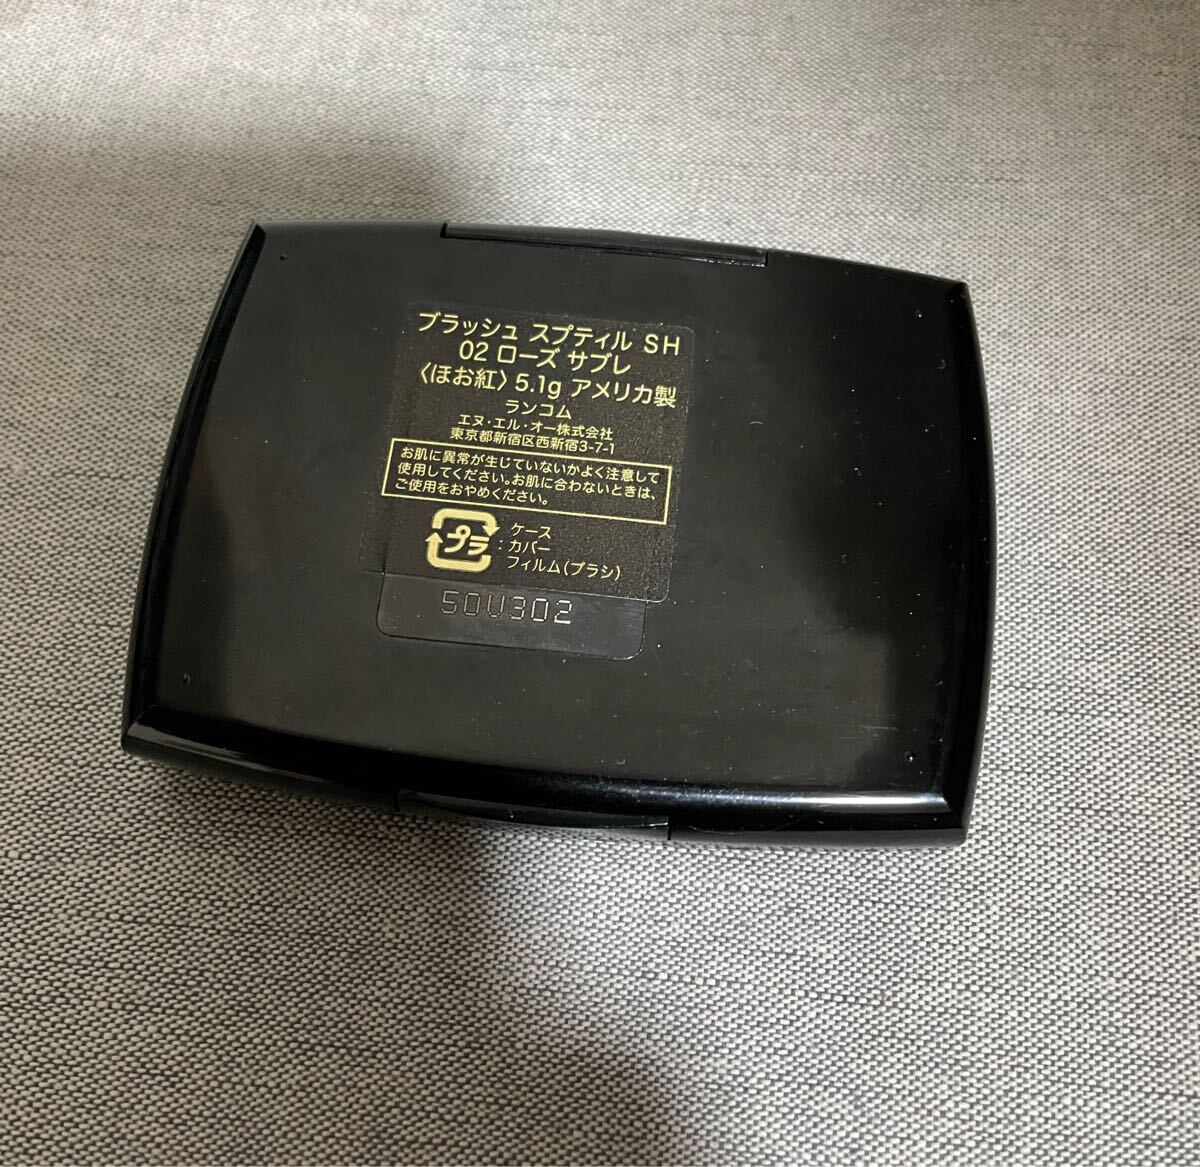 ブラッシュ スプティル SH
02 ローズ サブレ
〈ほお紅〉5.1g アメリカ製
ランコム
エヌ・エル・オー株式会社
東京都新宿区西新宿3-7-1
お肌に異常が生じていないかよく注意して
使用してください。お肌に合わないときは、
ご使用をおやめください。
プラ
ケース
:カバー
フィルム(ブラシ)
50U302